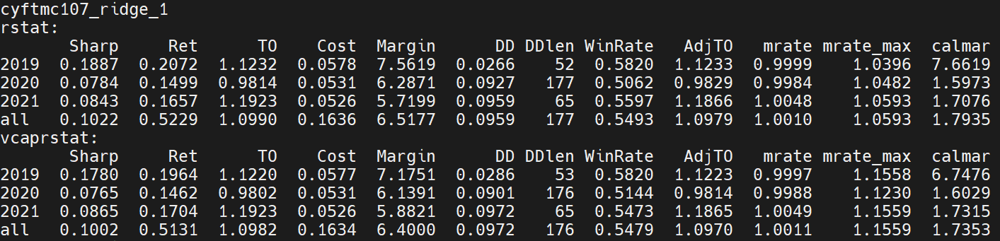 cyftmc107_ridge_1
rstat:
Sharp Ret TO Cost Margin DD DDlen WinRate AdjTO mrate mrate_max calmar
2019 0.1887 0.2072 1.1232 0.0578 7.5619 0.0266 52 0.5820 1.1233 0.9999 1.0396 7.6619
2020 0.0784 0.1499 0.9814 0.0531 6.2871 0.0927 177 0.5062 0.9829 0.9984 1.0482 1.5973
2021 0.0843 0.1657 1.1923 0.0526 5.7199 0.0959 65 0.5597 1.1866 1.0048 1.0593 1.7076
all 0.1022 0.5229 1.0990 0.1636 6.5177 0.0959 177 0.5493 1.0979 1.0010 1.0593 1.7935
vcaprstat:
Sharp Ret TO Cost Margin DD DDlen WinRate AdjTO mrate mrate_max calmar
2019 0.1780 0.1964 1.1220 0.0577 7.1751 0.0286 53 0.5820 1.1223 0.9997 1.1558 6.7476
2020 0.0765 0.1462 0.9802 0.0531 6.1391 0.0901 176 0.5144 0.9814 0.9988 1.1230 1.6029
2021 0.0865 0.1704 1.1923 0.0526 5.8821 0.0972 65 0.5473 1.1865 1.0049 1.1559 1.7315
all 0.1002 0.5131 1.0982 0.1634 6.4000 0.0972 176 0.5479 1.0970 1.0011 1.1559 1.7353